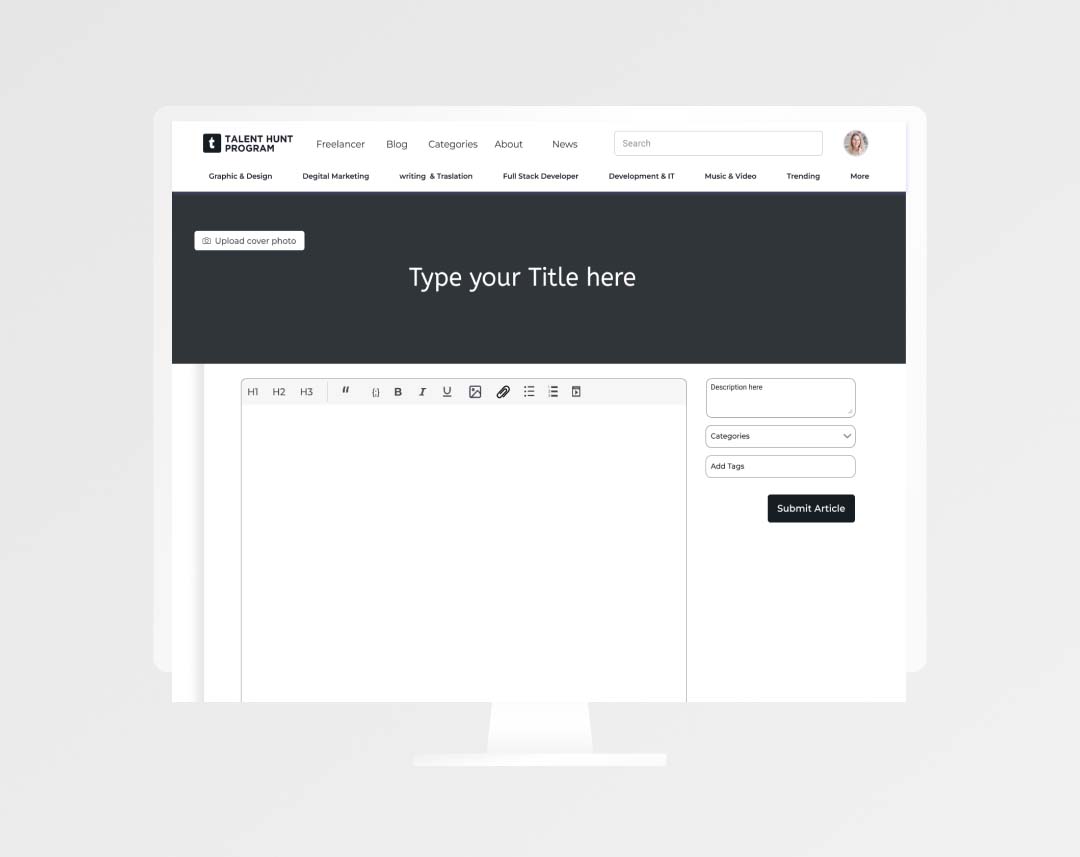 t TALENT HUNT
PROGRAM
Freelancer Blog Categories About News Search
Graphic & Design Degital Marketing writing & Traslation Full Stack Developer Development & IT Music & Video Trending More
Upload cover photo
Type your Title here
H1 H2 H3 " {;} B I U
Description here
Categories
Add Tags
Submit Article